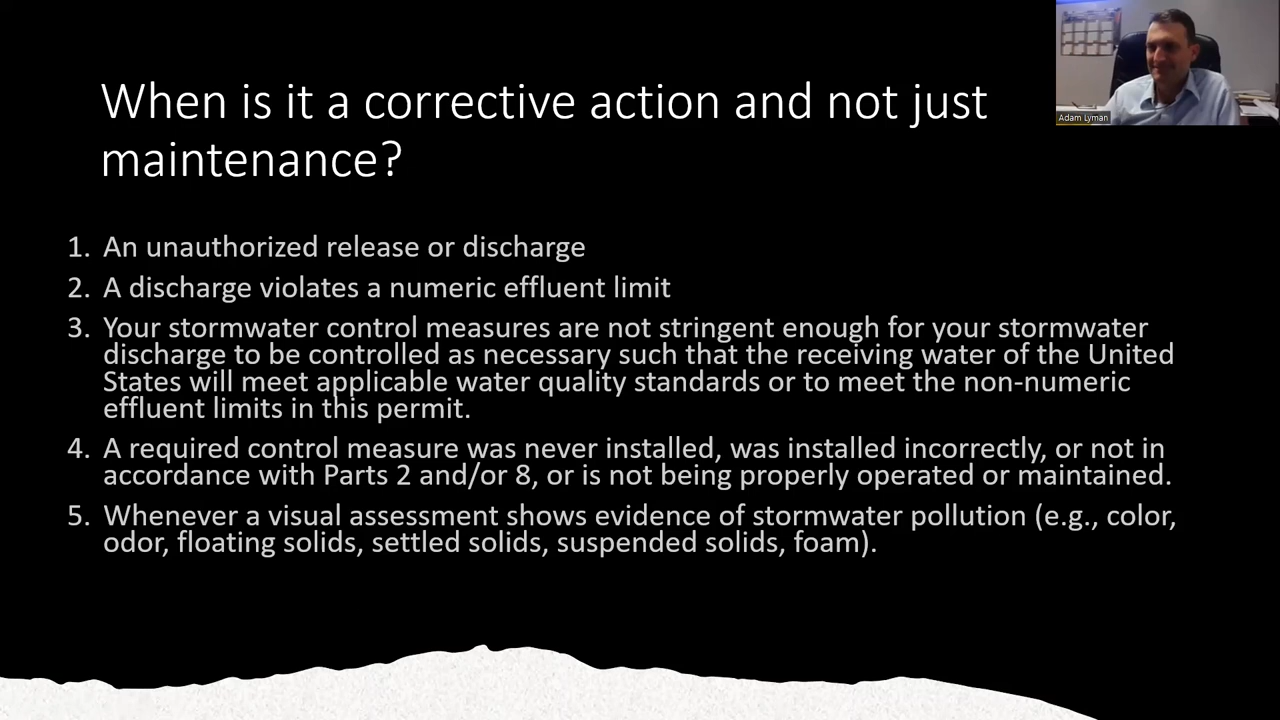 When is it a corrective action and not just
maintenance?
Adam Lyman
1. An unauthorized release or discharge
2. A discharge violates a numeric effluent limit
3. Your stormwater control measures are not stringent enough for your stormwater
discharge to be controlled as necessary such that the receiving water of the United
States will meet applicable water quality standards or to meet the non-numeric
effluent limits in this permit.
4. A required control measure was never installed, was installed incorrectly, or not in
accordance with Parts 2 and/or 8, or is not being properly operated or maintained.
5. Whenever a visual assessment shows evidence of stormwater pollution (e.g., color,
odor, floating solids, settled solids, suspended solids, foam).